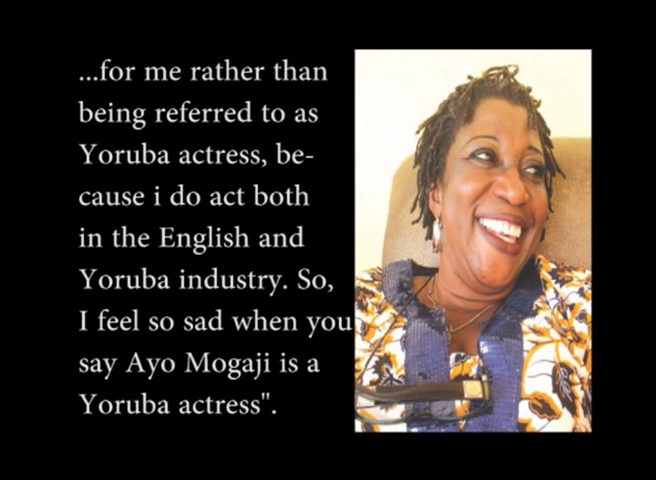 ...for me rather than
being referred to as
Yoruba actress, be-
cause i do act both
in the English and
Yoruba industry. So,
I feel so sad when you
say Ayo Mogaji is a
Yoruba actress".